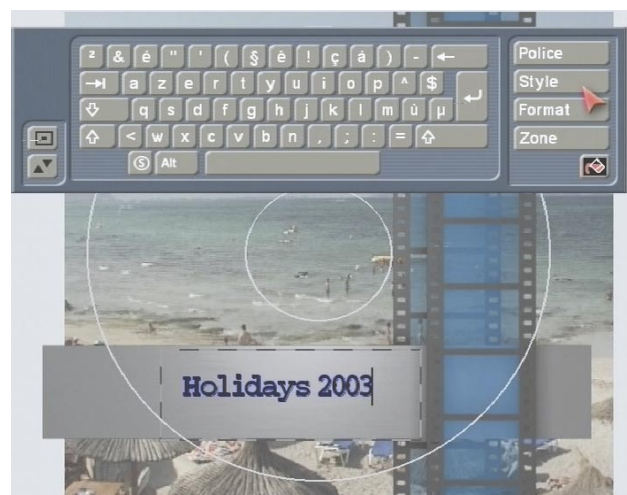 ² & é " ' ( § è ! ç à ) - ←
a z e r t y u i o p ^ $
q s d f g h j k l m ù µ
< w x c v b n , ; : =
S Alt
Police
Style
Format
Zone
Holidays 2003